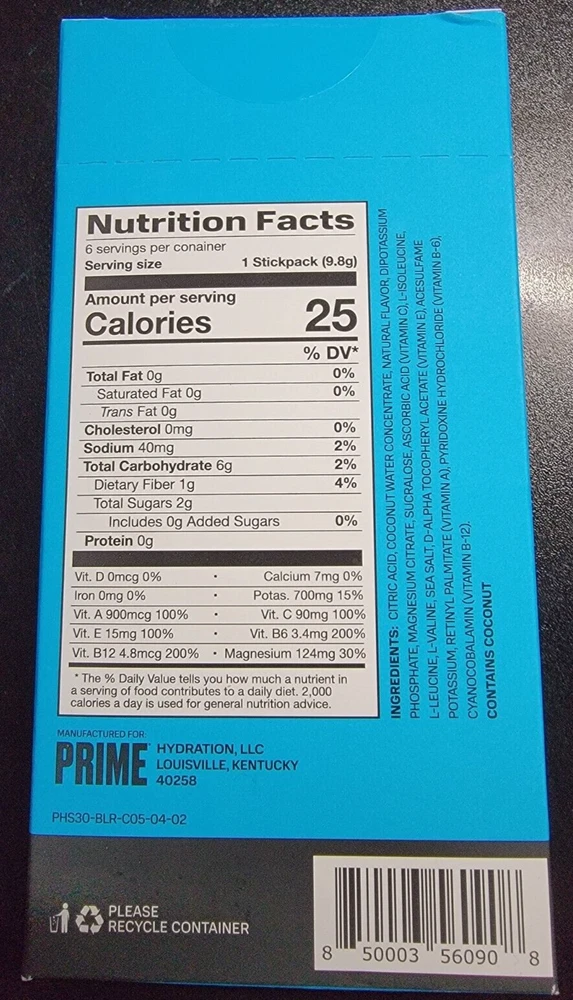 Nutrition Facts
6 servings per conainer
Serving size 1 Stickpack (9.8g)
Amount per serving
Calories 25
% DV*
Total Fat 0g 0%
Saturated Fat 0g 0%
Trans Fat 0g
Cholesterol 0mg 0%
Sodium 40mg 2%
Total Carbohydrate 6g 2%
Dietary Fiber 1g 4%
Total Sugars 2g
Includes 0g Added Sugars 0%
Protein 0g
Vit. D 0mcg 0% • Calcium 7mg 0%
Iron 0mg 0% • Potas. 700mg 15%
Vit. A 900mcg 100% • Vit. C 90mg 100%
Vit. E 15mg 100% • Vit. B6 3.4mg 200%
Vit. B12 4.8mcg 200% • Magnesium 124mg 30%
* The % Daily Value tells you how much a nutrient in
a serving of food contributes to a daily diet. 2,000
calories a day is used for general nutrition advice.
INGREDIENTS: CITRIC ACID, COCONUT WATER CONCENTRATE, NATURAL FLAVOR, DIPOTASSIUM
PHOSPHATE, MAGNESIUM CITRATE, SUCRALOSE, ASCORBIC ACID (VITAMIN C), L-ISOLEUCINE,
L-LEUCINE, L-VALINE, SEA SALT, D-ALPHA TOCOPHERYL ACETATE (VITAMIN E), ACESULFAME
POTASSIUM, RETINYL PALMITATE (VITAMIN A), PYRIDOXINE HYDROCHLORIDE (VITAMIN B-6),
CYANOCOBALAMIN (VITAMIN B-12).
CONTAINS COCONUT
MANUFACTURED FOR
PRIME HYDRATION, LLC
LOUISVILLE, KENTUCKY
40258
PHS30-BLR-C05-04-02
PLEASE
RECYCLE CONTAINER
8 50003 56090 8